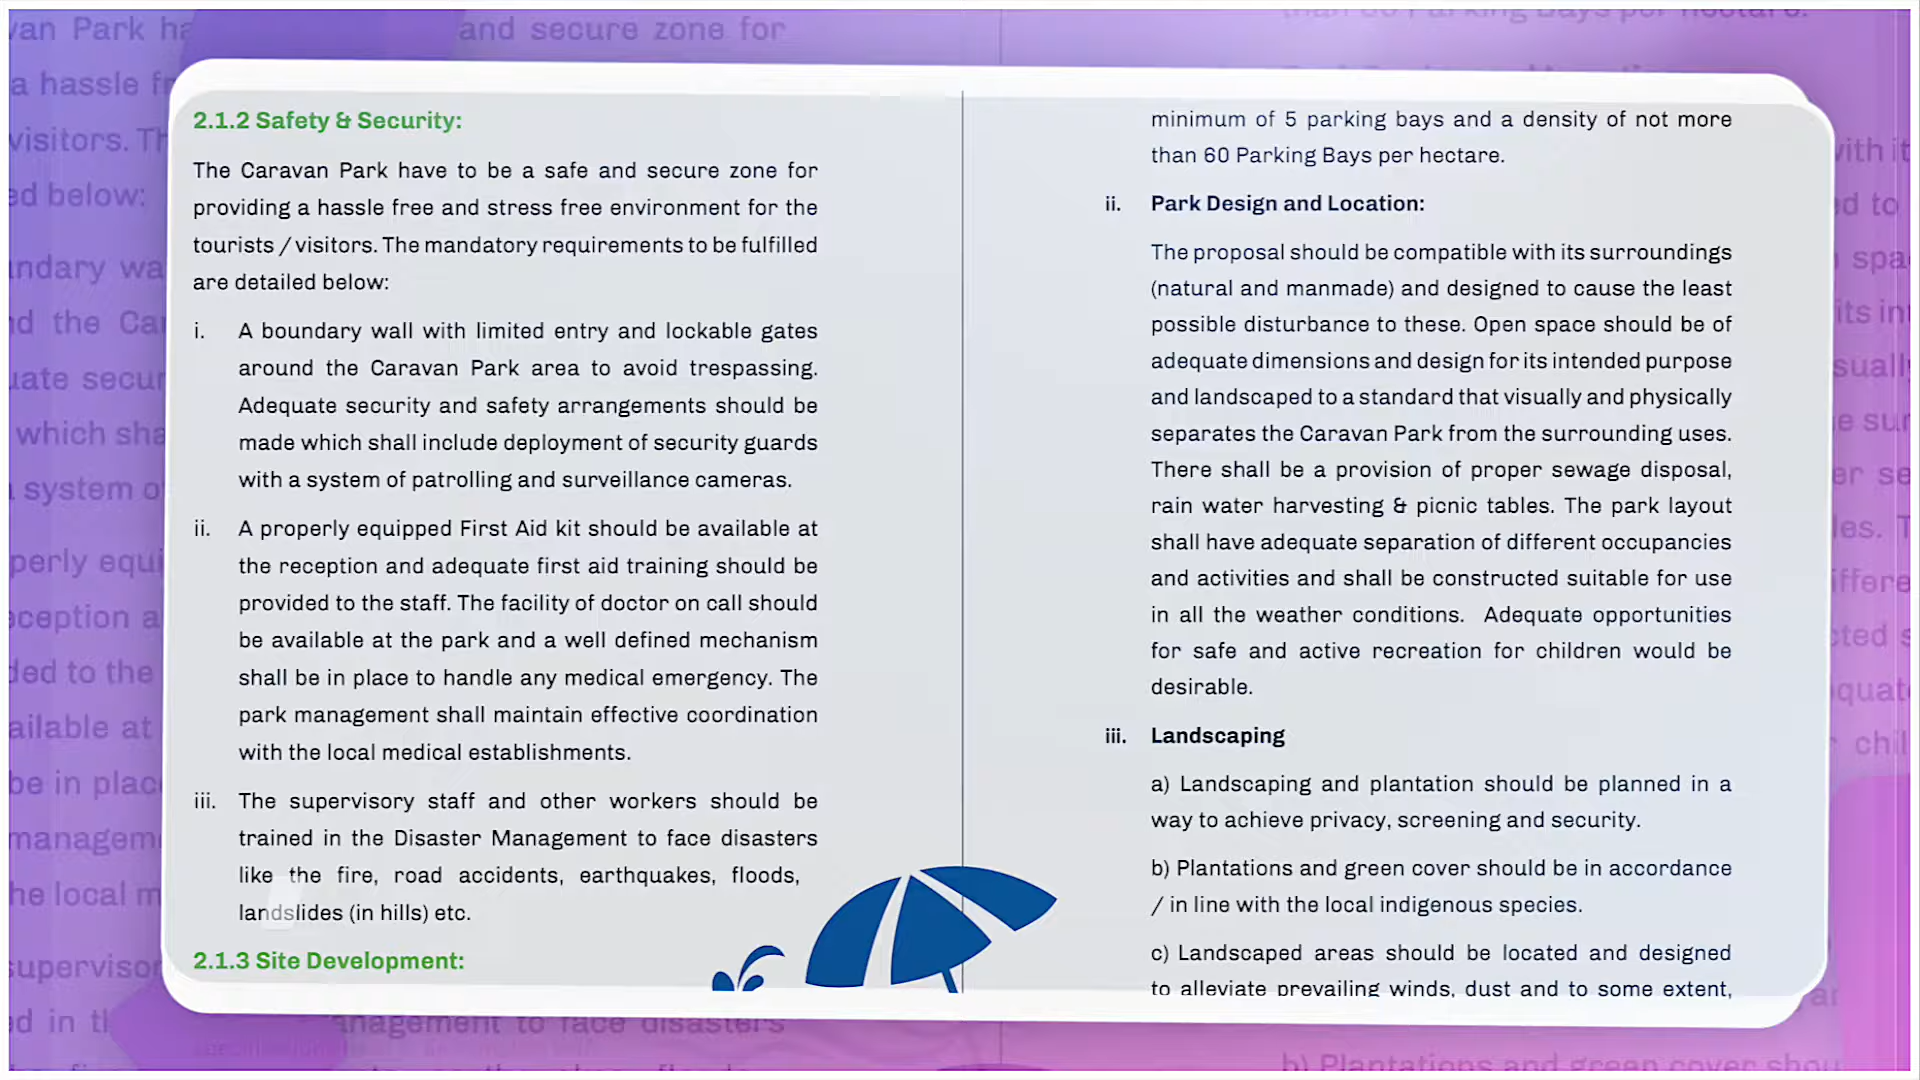 2.1.2 Safety & Security:
The Caravan Park have to be a safe and secure zone for
providing a hassle free and stress free environment for the
tourists / visitors. The mandatory requirements to be fulfilled
are detailed below:
i. A boundary wall with limited entry and lockable gates
around the Caravan Park area to avoid trespassing.
Adequate security and safety arrangements should be
made which shall include deployment of security guards
with a system of patrolling and surveillance cameras.
ii. A properly equipped First Aid kit should be available at
the reception and adequate first aid training should be
provided to the staff. The facility of doctor on call should
be available at the park and a well defined mechanism
shall be in place to handle any medical emergency. The
park management shall maintain effective coordination
with the local medical establishments.
iii. The supervisory staff and other workers should be
trained in the Disaster Management to face disasters
like the fire, road accidents, earthquakes, floods,
landslides (in hills) etc.
2.1.3 Site Development:
minimum of 5 parking bays and a density of not more
than 60 Parking Bays per hectare.
ii. Park Design and Location:
The proposal should be compatible with its surroundings
(natural and manmade) and designed to cause the least
possible disturbance to these. Open space should be of
adequate dimensions and design for its intended purpose
and landscaped to a standard that visually and physically
separates the Caravan Park from the surrounding uses.
There shall be a provision of proper sewage disposal,
rain water harvesting & picnic tables. The park layout
shall have adequate separation of different occupancies
and activities and shall be constructed suitable for use
in all the weather conditions. Adequate opportunities
for safe and active recreation for children would be
desirable.
iii. Landscaping
a) Landscaping and plantation should be planned in a
way to achieve privacy, screening and security.
b) Plantations and green cover should be in accordance
/ in line with the local indigenous species.
c) Landscaped areas should be located and designed
to alleviate prevailing winds, dust and to some extent,